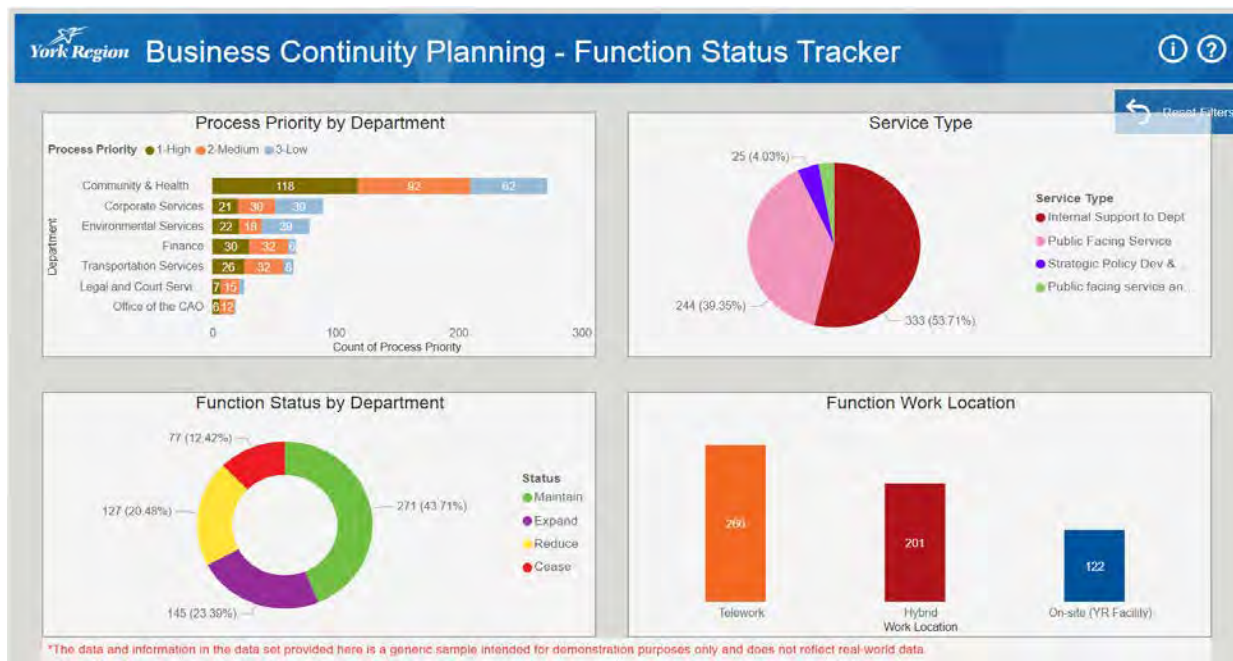 York Region
Business Continuity Planning - Function Status Tracker
Reset Filters
Process Priority by Department
Process Priority 1-High 2-Medium 3-Low
Department
Community & Health 118 92 62
Corporate Services 21 30 39
Environmental Services 22 18 39
Finance 30 32 6
Transportation Services 26 32 8
Legal and Court Servi... 7 15
Office of the CAO 6 12
0 100 200 300
Count of Process Priority
Service Type
25 (4.03%)
244 (39.35%)
333 (53.71%)
Service Type
Internal Support to Dept
Public Facing Service
Strategic Policy Dev & ...
Public facing service an...
Function Status by Department
77 (12.42%)
127 (20.48%)
271 (43.71%)
145 (23.39%)
Status
Maintain
Expand
Reduce
Cease
Function Work Location
266
201
122
Telework Hybrid On-site (YR Facility)
Work Location
*The data and information in the data set provided here is a generic sample intended for demonstration purposes only and does not reflect real-world data.